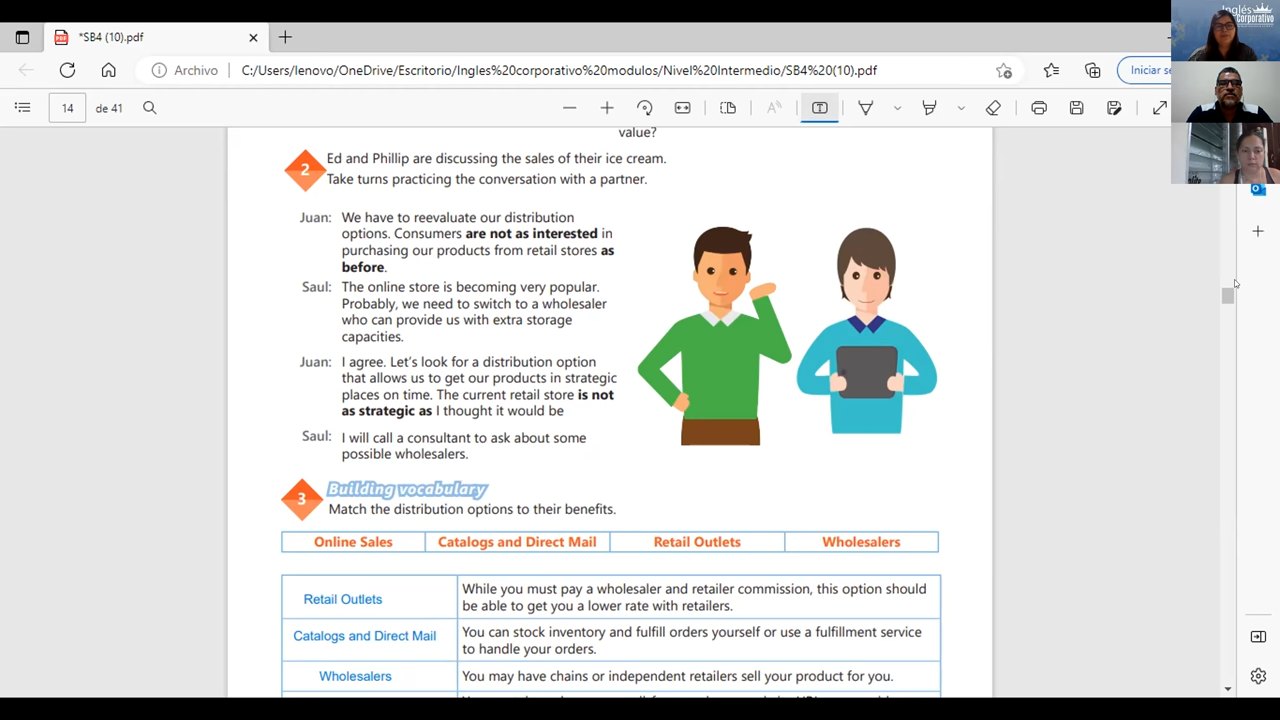 *SB4 (10).pdf
Archivo
C:/Users/lenovo/OneDrive/Escritorio/Ingles%20corporativo%20modulos/Nivel%20Intermedio/SB4%20(10).pdf
Iniciar se
14
de 41
Inglés
Corporativo
value?
2
Ed and Phillip are discussing the sales of their ice cream.
Take turns practicing the conversation with a partner.
Juan: We have to reevaluate our distribution
options. Consumers are not as interested in
purchasing our products from retail stores as
before.
Saul: The online store is becoming very popular.
Probably, we need to switch to a wholesaler
who can provide us with extra storage
capacities.
Juan: I agree. Let's look for a distribution option
that allows us to get our products in strategic
places on time. The current retail store is not
as strategic as I thought it would be
Saul: I will call a consultant to ask about some
possible wholesalers.
3
Building vocabulary
Match the distribution options to their benefits.
Online Sales Catalogs and Direct Mail Retail Outlets Wholesalers
Retail Outlets While you must pay a wholesaler and retailer commission, this option should
be able to get you a lower rate with retailers.
Catalogs and Direct Mail You can stock inventory and fulfill orders yourself or use a fulfillment service
to handle your orders.
Wholesalers You may have chains or independent retailers sell your product for you.